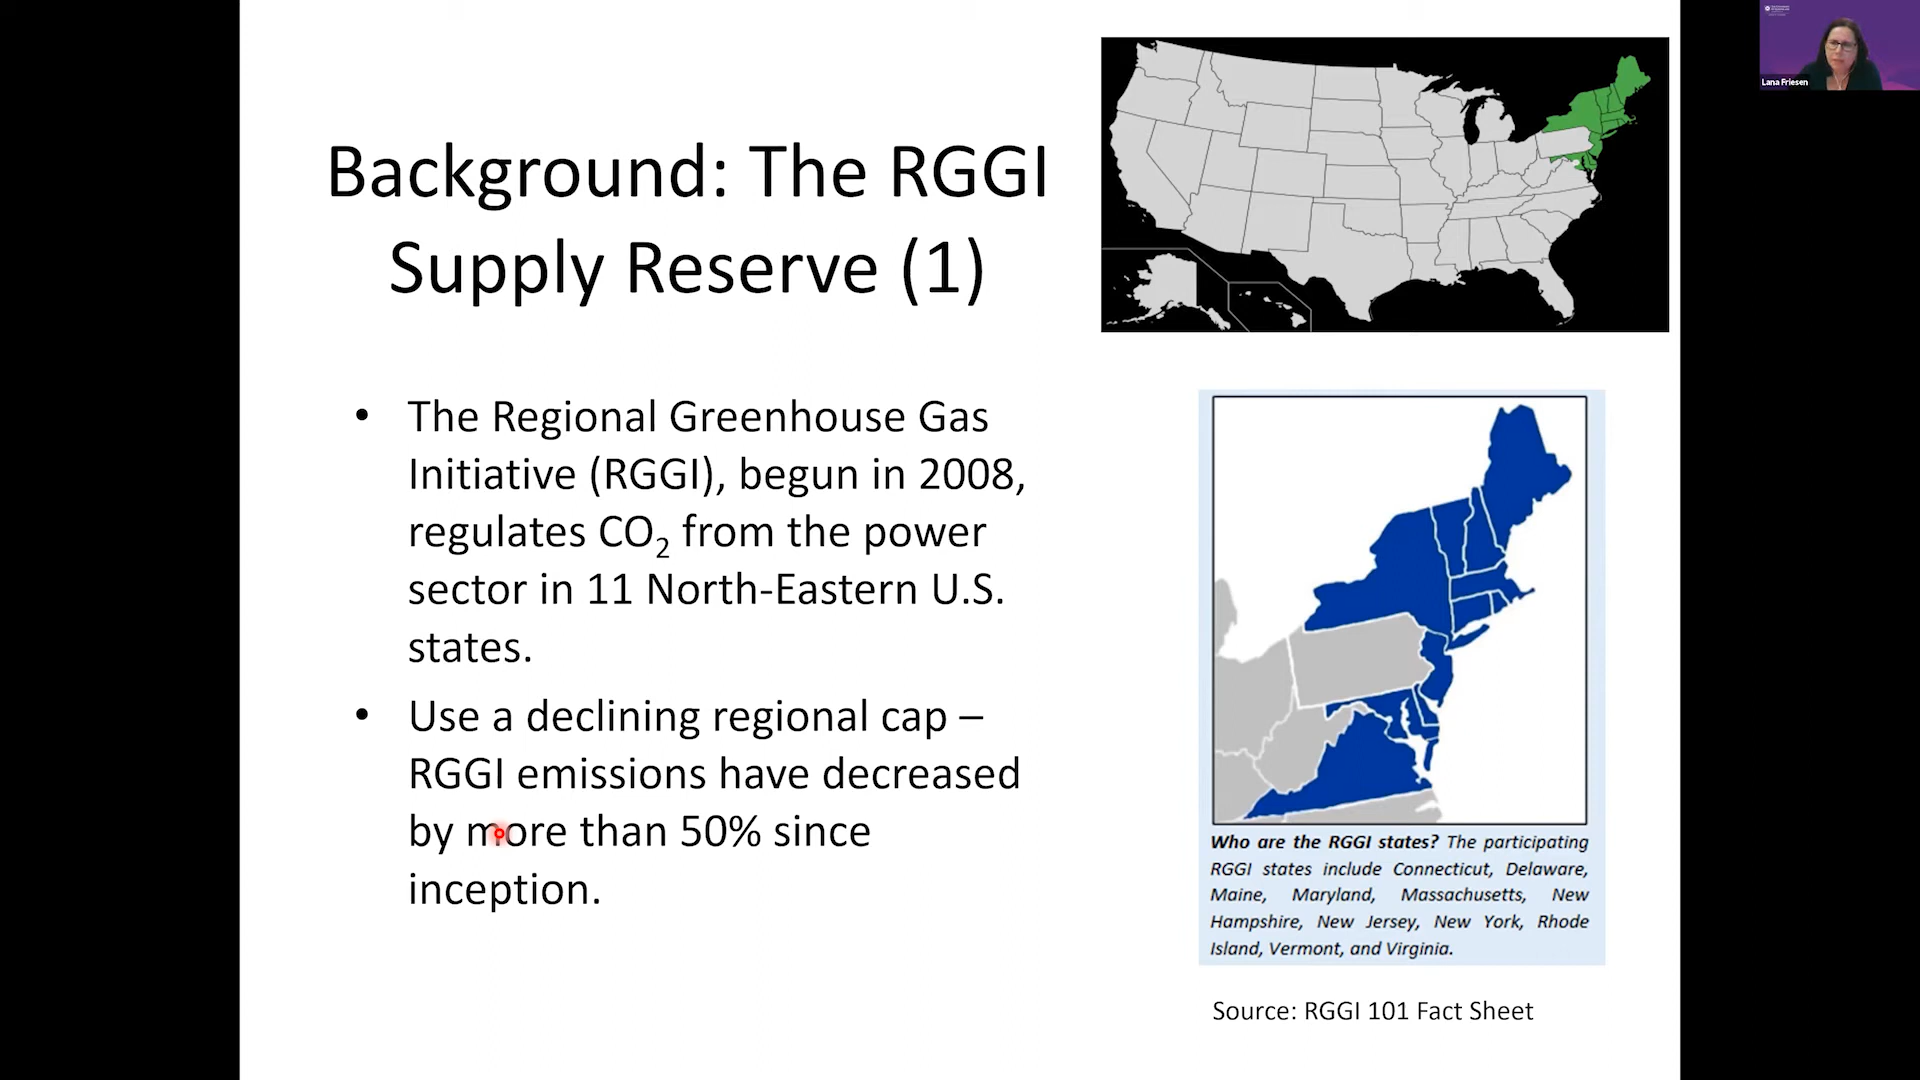 Background: The RGGI
Supply Reserve (1)
• The Regional Greenhouse Gas
Initiative (RGGI), begun in 2008,
regulates CO₂ from the power
sector in 11 North-Eastern U.S.
states.
• Use a declining regional cap –
RGGI emissions have decreased
by more than 50% since
inception.
Who are the RGGI states? The participating
RGGI states include Connecticut, Delaware,
Maine, Maryland, Massachusetts, New
Hampshire, New Jersey, New York, Rhode
Island, Vermont, and Virginia.
Source: RGGI 101 Fact Sheet
Lana Friesen